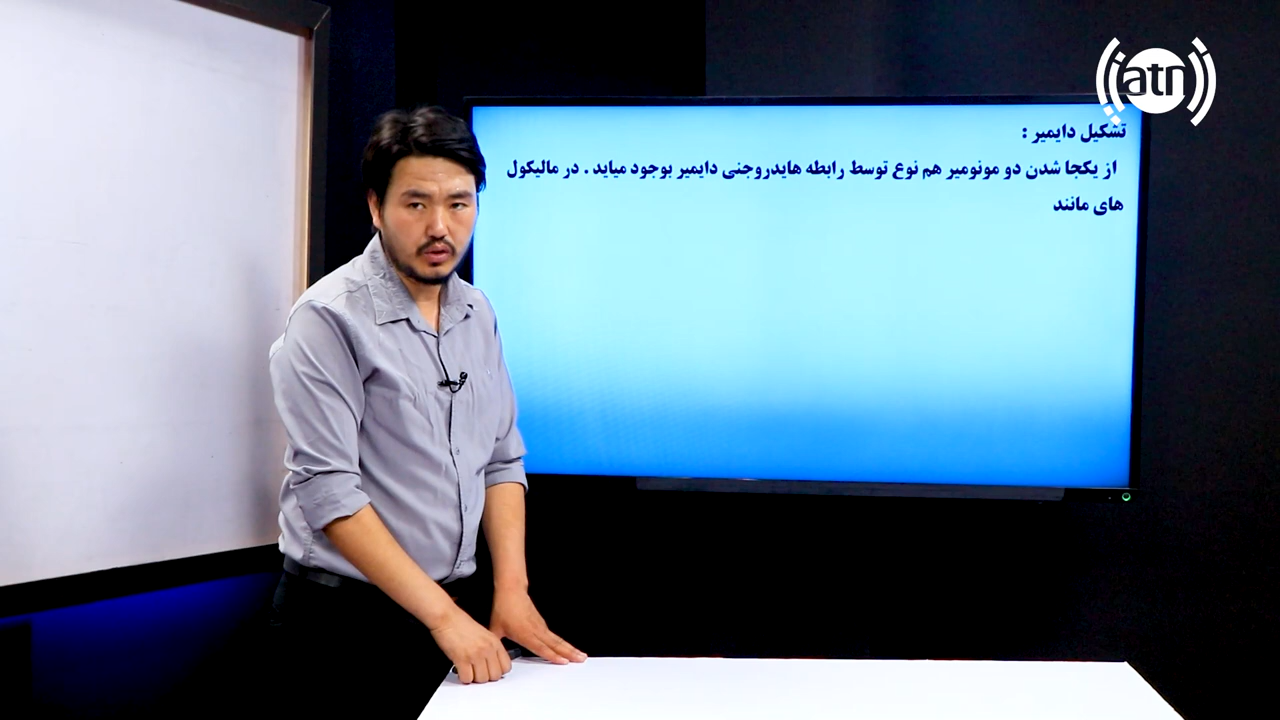 atn
تشکیل دایمیر :
از یکجا شدن دو مونومیر هم نوع توسط رابطه هایدروجنی دایمیر بوجود میاید . در مالیکول
های مانند